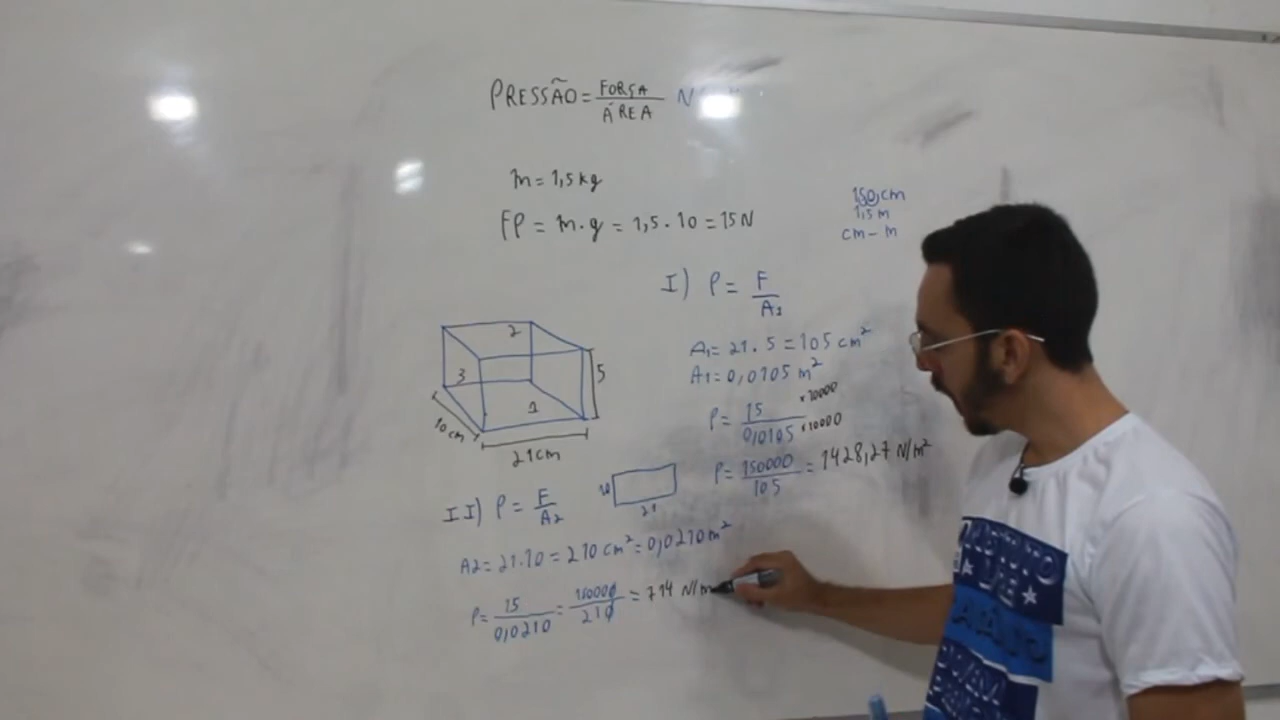 PRESSÃO = FORÇA / ÁREA N
m = 1,5 kg
FP = m.g = 1,5 . 10 = 15 N
150,cm
1,5 m
cm - m
I) P = F / A1
A1 = 21 . 5 = 105 cm²
A1 = 0,0105 m²
P = 15 / 0,0105 x 10000 x 10000
P = 150000 / 105 = 1428,27 N/m²
2
3
1
5
10 cm
21 cm
II) P = F / A2
10
21
A2 = 21.10 = 210 cm² = 0,0210 m²
P = 15 / 0,0210 = 150000 / 210 = 714 N/m